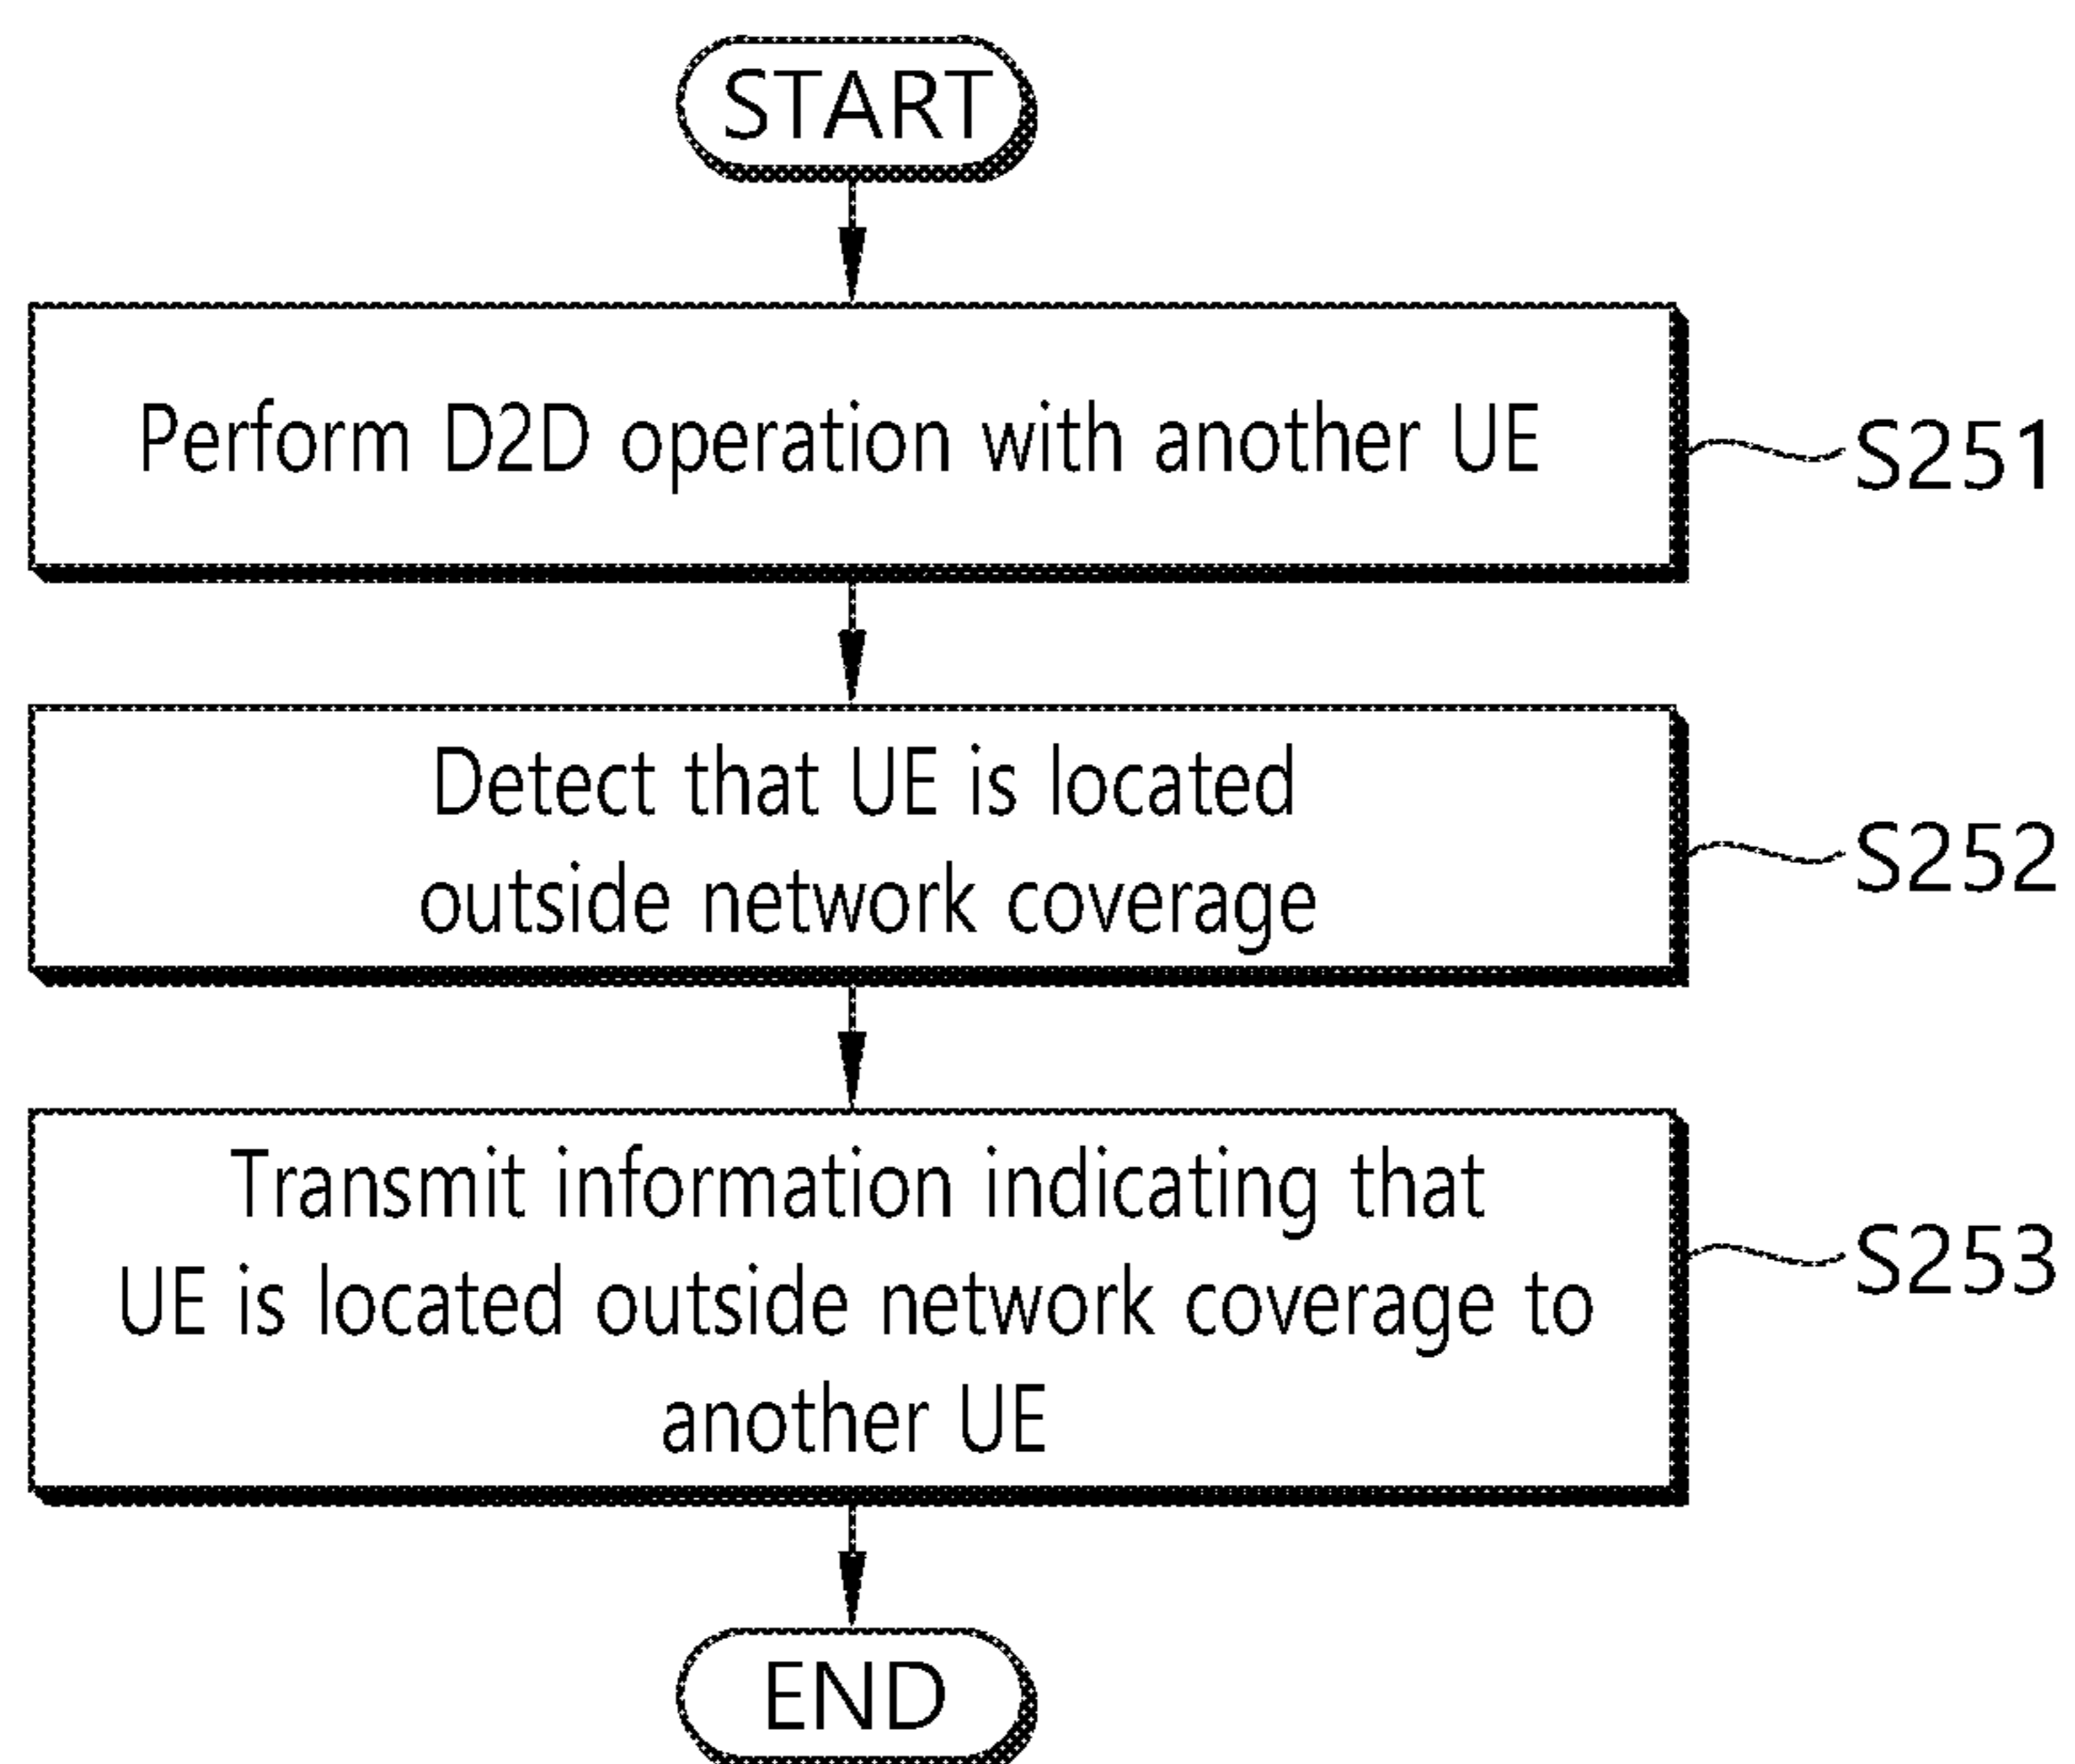 START
Perform D2D operation with another UE
S251
Detect that UE is located
outside network coverage
S252
Transmit information indicating that
UE is located outside network coverage to
another UE
S253
END